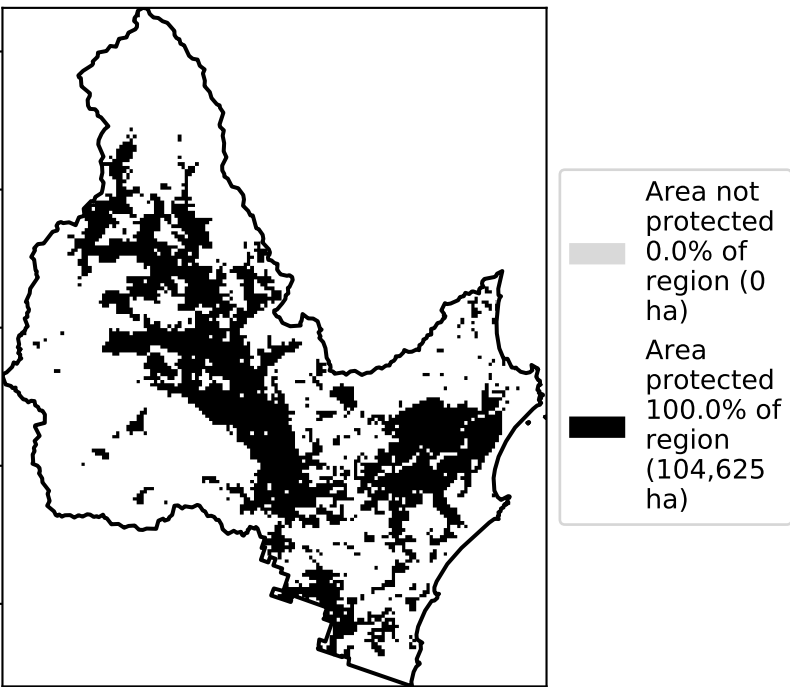 Area not
protected
0.0% of
region (0
ha)
Area
protected
100.0% of
region
(104,625
ha)